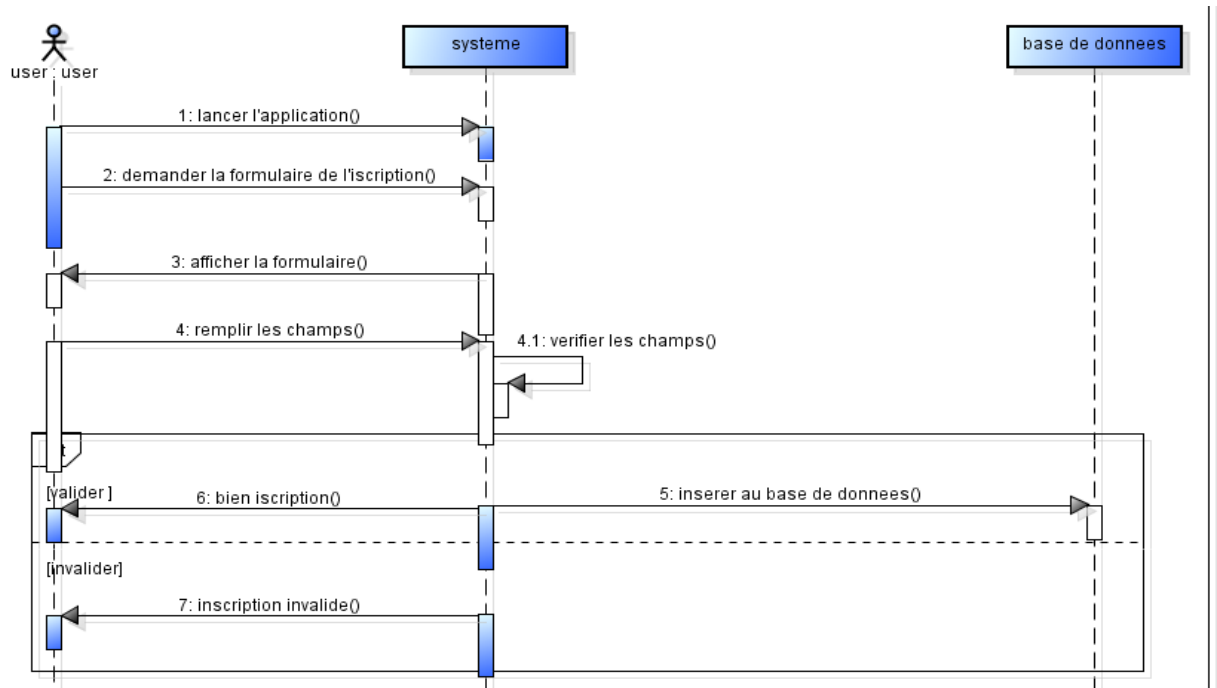 user : user
systeme
base de donnees
1: lancer l'application()
2: demander la formulaire de l'iscription()
3: afficher la formulaire()
4: remplir les champs()
4.1: verifier les champs()
[valider ]
6: bien iscription()
5: inserer au base de donnees()
[invalider]
7: inscription invalide()